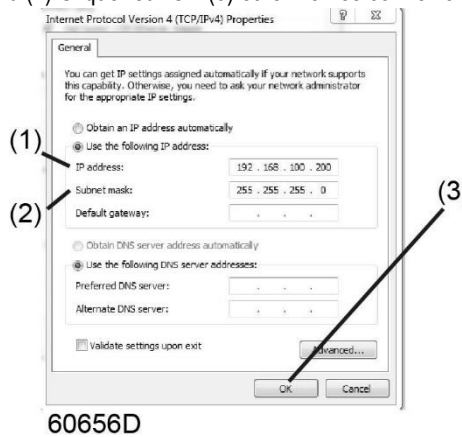 Internet Protocol Version 4 (TCP/IPv4) Properties
General
You can get IP settings assigned automatically if your network supports
this capability. Otherwise, you need to ask your network administrator
for the appropriate IP settings.
Obtain an IP address automatically
(1)
Use the following IP address:
IP address: 192 . 168 . 100 . 200
(2)
Subnet mask: 255 . 255 . 255 . 0
(3
Default gateway: . . .
Obtain DNS server address automatically
Use the following DNS server addresses:
Preferred DNS server: . . .
Alternate DNS server: . . .
Validate settings upon exit
Advanced...
OK Cancel
60656D